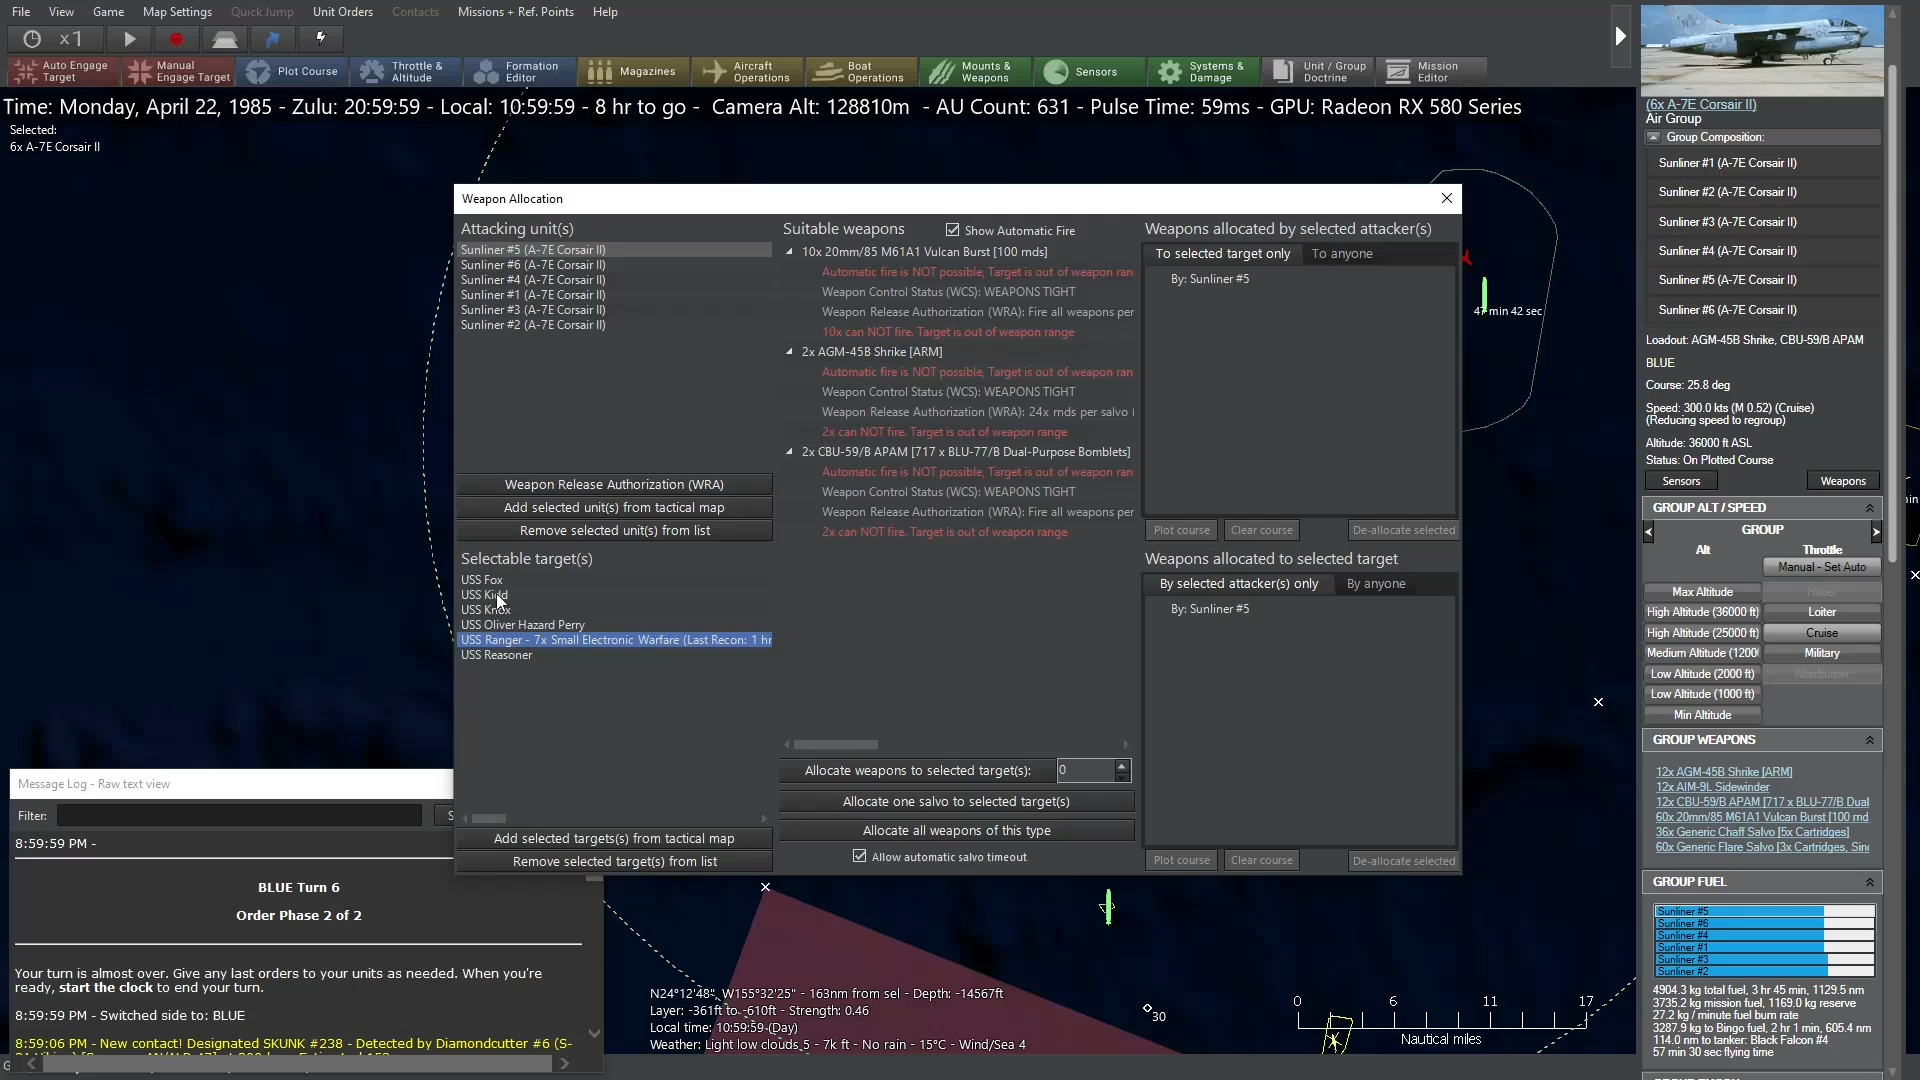 File View Game Map Settings Quick Jump Unit Orders Contacts Missions + Ref. Points Help
x1
Auto Engage Target
Manual Engage Target
Plot Course
Throttle & Altitude
Formation Editor
Magazines
Aircraft Operations
Boat Operations
Mounts & Weapons
Sensors
Systems & Damage
Unit / Group Doctrine
Mission Editor
Time: Monday, April 22, 1985 - Zulu: 20:59:59 - Local: 10:59:59 - 8 hr to go - Camera Alt: 128810m - AU Count: 631 - Pulse Time: 59ms - GPU: Radeon RX 580 Series
Selected:
6x A-7E Corsair II
Weapon Allocation
Attacking unit(s)
Sunliner #5 (A-7E Corsair II)
Sunliner #6 (A-7E Corsair II)
Sunliner #4 (A-7E Corsair II)
Sunliner #1 (A-7E Corsair II)
Sunliner #3 (A-7E Corsair II)
Sunliner #2 (A-7E Corsair II)
Weapon Release Authorization (WRA)
Add selected unit(s) from tactical map
Remove selected unit(s) from list
Selectable target(s)
USS Fox
USS Kidd
USS Knox
USS Oliver Hazard Perry
USS Ranger - 7x Small Electronic Warfare (Last Recon: 1 hr
USS Reasoner
Add selected targets(s) from tactical map
Remove selected target(s) from list
Suitable weapons
Show Automatic Fire
10x 20mm/85 M61A1 Vulcan Burst [100 rnds]
Automatic fire is NOT possible, Target is out of weapon ran
Weapon Control Status (WCS): WEAPONS TIGHT
Weapon Release Authorization (WRA): Fire all weapons per
10x can NOT fire. Target is out of weapon range
2x AGM-45B Shrike [ARM]
Automatic fire is NOT possible, Target is out of weapon ran
Weapon Control Status (WCS): WEAPONS TIGHT
Weapon Release Authorization (WRA): 24x rnds per salvo (
2x can NOT fire. Target is out of weapon range
2x CBU-59/B APAM [717 x BLU-77/B Dual-Purpose Bomblets]
Automatic fire is NOT possible, Target is out of weapon ran
Weapon Control Status (WCS): WEAPONS TIGHT
Weapon Release Authorization (WRA): Fire all weapons per
2x can NOT fire. Target is out of weapon range
Allocate weapons to selected target(s): 0
Allocate one salvo to selected target(s)
Allocate all weapons of this type
Allow automatic salvo timeout
Weapons allocated by selected attacker(s)
To selected target only To anyone
By: Sunliner #5
Plot course Clear course De-allocate selected
Weapons allocated to selected target
By selected attacker(s) only By anyone
By: Sunliner #5
Plot course Clear course De-allocate selected
47 min 42 sec
Message Log - Raw text view
Filter:
S
8:59:59 PM -
BLUE Turn 6
Order Phase 2 of 2
Your turn is almost over. Give any last orders to your units as needed. When you're
ready, start the clock to end your turn.
8:59:59 PM - Switched side to: BLUE
8:59:06 PM - New contact! Designated SKUNK #238 - Detected by Diamondcutter #6 (S-
N24°12'48", W155°32'25" - 163nm from sel - Depth: -14567ft
Layer: -361ft to -610ft - Strength: 0.46
Local time: 10:59:59 (Day)
Weather: Light low clouds 5 - 7k ft - No rain - 15°C - Wind/Sea 4
30
0 6 11 17
Nautical miles
(6x A-7E Corsair II)
Air Group
Group Composition:
Sunliner #1 (A-7E Corsair II)
Sunliner #2 (A-7E Corsair II)
Sunliner #3 (A-7E Corsair II)
Sunliner #4 (A-7E Corsair II)
Sunliner #5 (A-7E Corsair II)
Sunliner #6 (A-7E Corsair II)
Loadout: AGM-45B Shrike, CBU-59/B APAM
BLUE
Course: 25.8 deg
Speed: 300.0 kts (M 0.52) (Cruise)
(Reducing speed to regroup)
Altitude: 36000 ft ASL
Status: On Plotted Course
Sensors Weapons
GROUP ALT / SPEED
GROUP
Alt Throttle
Manual - Set Auto
Max Altitude Hover
High Altitude (36000 ft) Loiter
High Altitude (25000 ft) Cruise
Medium Altitude (1200 Military
Low Altitude (2000 ft) Afterburner
Low Altitude (1000 ft)
Min Altitude
GROUP WEAPONS
12x AGM-45B Shrike [ARM]
12x AIM-9L Sidewinder
12x CBU-59/B APAM [717 x BLU-77/B Dual
60x 20mm/85 M61A1 Vulcan Burst [100 rnd
36x Generic Chaff Salvo [5x Cartridges]
60x Generic Flare Salvo [3x Cartridges, Sing
GROUP FUEL
Sunliner #5
Sunliner #6
Sunliner #4
Sunliner #1
Sunliner #3
Sunliner #2
4904.3 kg total fuel, 3 hr 45 min, 1129.5 nm
3735.2 kg mission fuel, 1169.0 kg reserve
27.2 kg / minute fuel burn rate
3287.9 kg to Bingo fuel, 2 hr 1 min, 605.4 nm
114.0 nm to tanker: Black Falcon #4
57 min 30 sec flying time